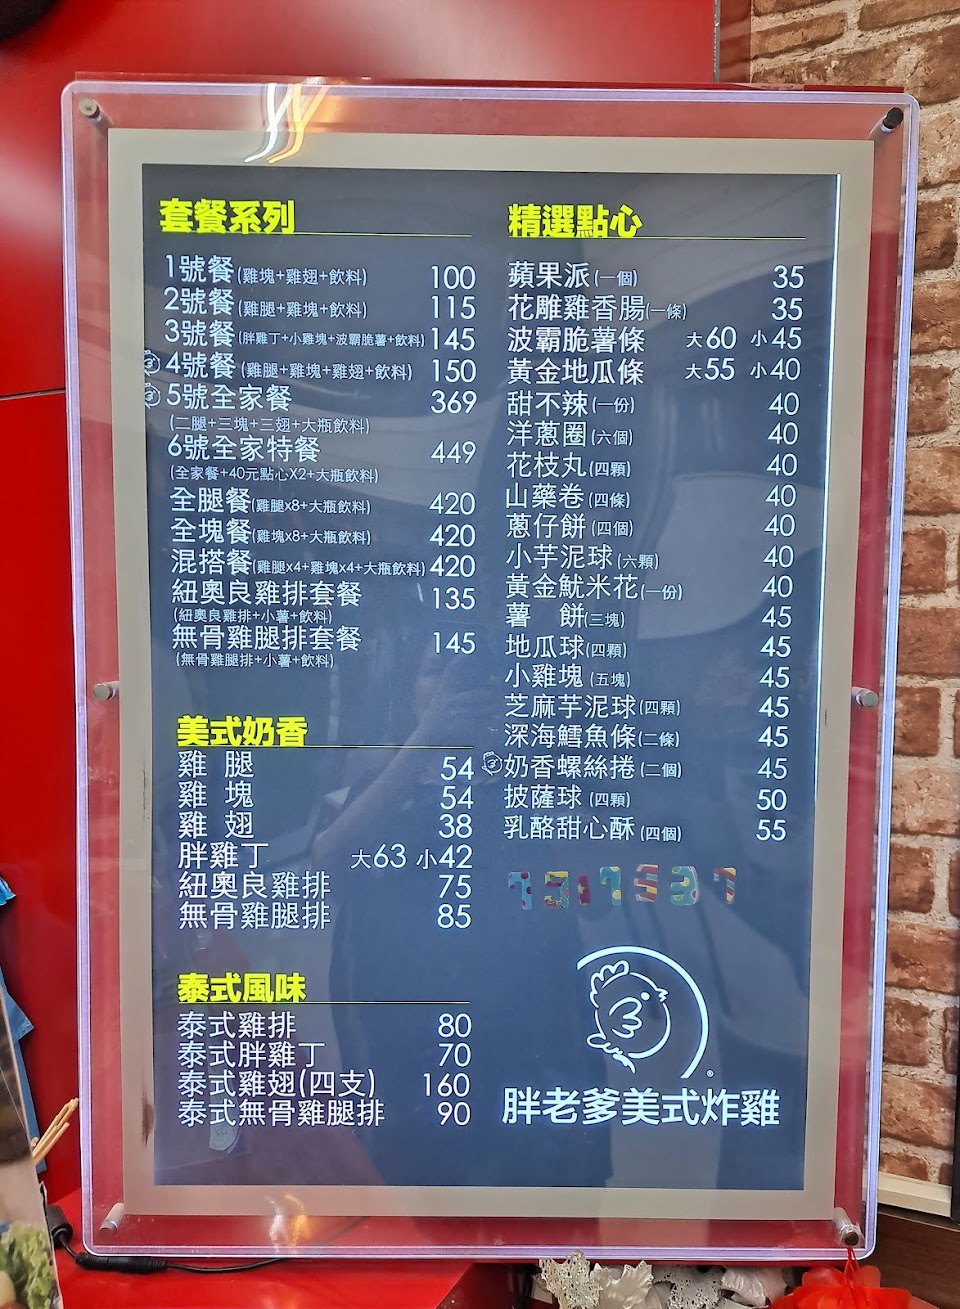 套餐系列
1號餐(雞塊+雞翅+飲料) 100
2號餐(雞腿+雞塊+飲料) 115
3號餐(胖雞丁+小雞塊+波霸脆薯+飲料) 145
4號餐(雞腿+雞塊+雞翅+飲料) 150
5號全家餐 369
(二腿+三塊+三翅+大瓶飲料)
6號全家特餐 449
(全家餐+40元點心X2+大瓶飲料)
全腿餐(雞腿x8+大瓶飲料) 420
全塊餐(雞塊x8+大瓶飲料) 420
混搭餐(雞腿x4+雞塊x4+大瓶飲料) 420
紐奧良雞排套餐 135
(紐奧良雞排+小薯+飲料)
無骨雞腿排套餐 145
(無骨雞腿排+小薯+飲料)
美式奶香
雞 腿 54
雞 塊 54
雞 翅 38
胖雞丁 大63 小42
紐奧良雞排 75
無骨雞腿排 85
泰式風味
泰式雞排 80
泰式胖雞丁 70
泰式雞翅(四支) 160
泰式無骨雞腿排 90
精選點心
蘋果派(一個) 35
花雕雞香腸(一條) 35
波霸脆薯條 大60 小45
黃金地瓜條 大55 小40
甜不辣(一份) 40
洋蔥圈(六個) 40
花枝丸(四顆) 40
山藥卷(四條) 40
蔥仔餅(四個) 40
小芋泥球(六顆) 40
黃金魷米花(一份) 40
薯 餅(三塊) 45
地瓜球(四顆) 45
小雞塊(五塊) 45
芝麻芋泥球(四顆) 45
深海鱈魚條(二條) 45
奶香螺絲捲(二個) 45
披薩球(四顆) 50
乳酪甜心酥(四個) 55
®
胖老爹美式炸雞